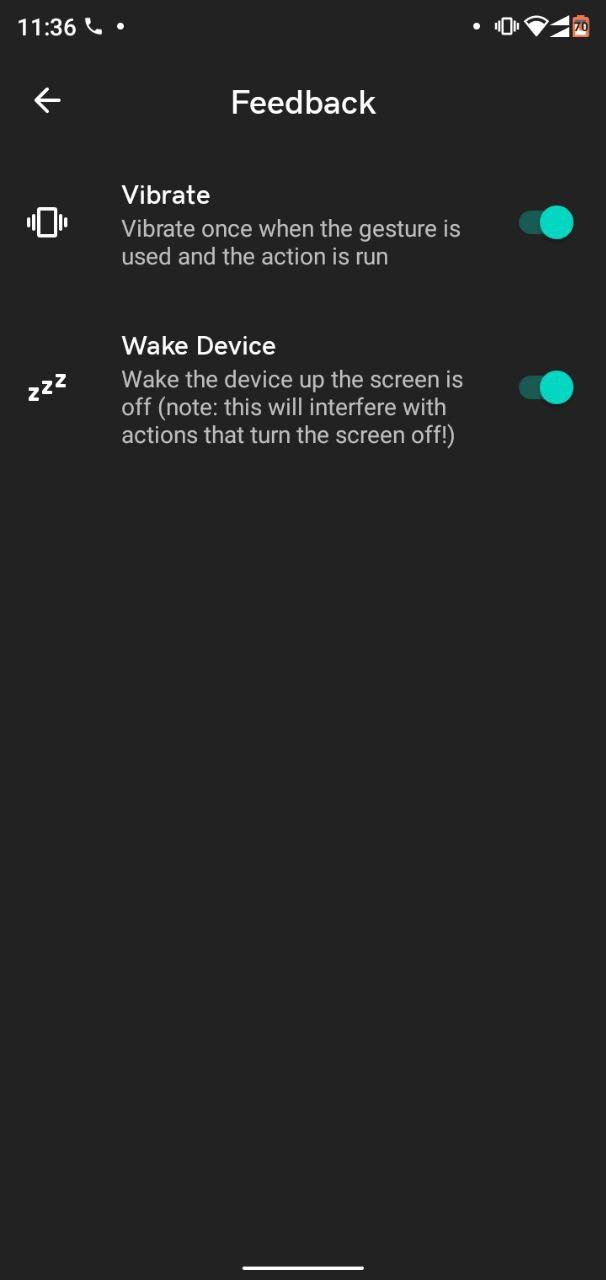 11:36
70
Feedback
Vibrate
Vibrate once when the gesture is
used and the action is run
zzz
Wake Device
Wake the device up the screen is
off (note: this will interfere with
actions that turn the screen off!)